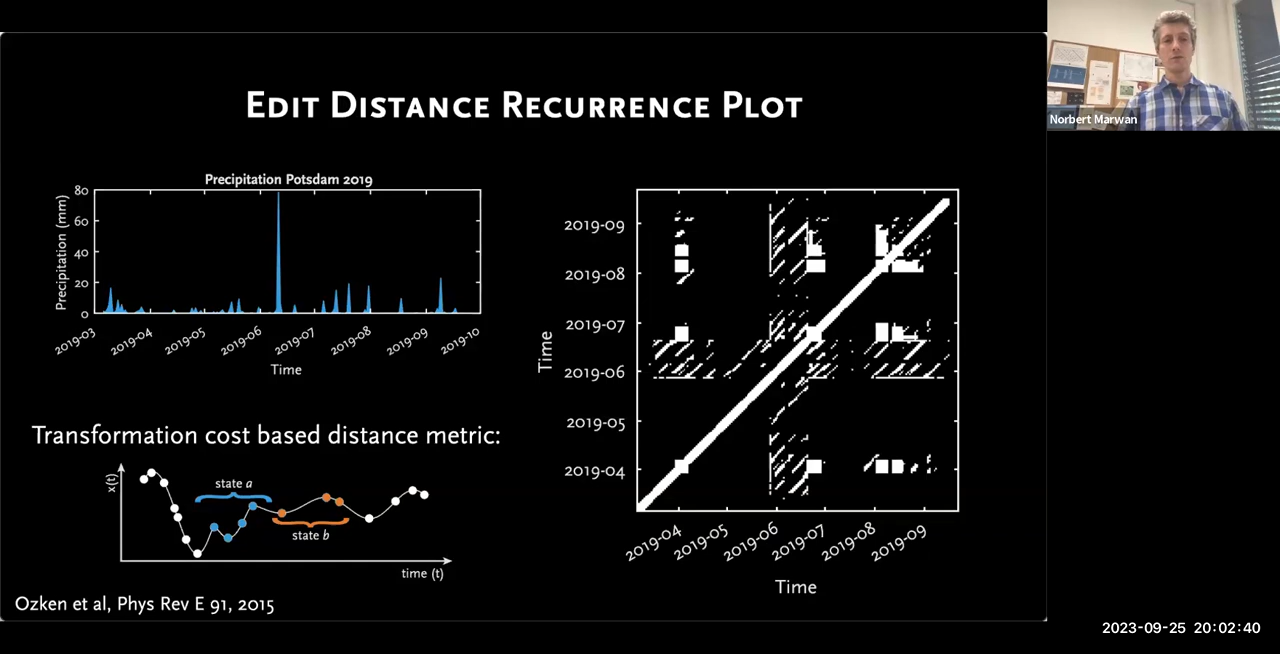 EDIT DISTANCE RECURRENCE PLOT
Norbert Marwan
Precipitation Potsdam 2019
Precipitation (mm)
80
60
40
20
0
2019-03
2019-04
2019-05
2019-06
2019-07
2019-08
2019-09
2019-10
Time
Transformation cost based distance metric:
x(t)
state a
state b
time (t)
Ozken et al, Phys Rev E 91, 2015
Time
2019-09
2019-08
2019-07
2019-06
2019-05
2019-04
2019-04
2019-05
2019-06
2019-07
2019-08
2019-09
Time
2023-09-25 20:02:40